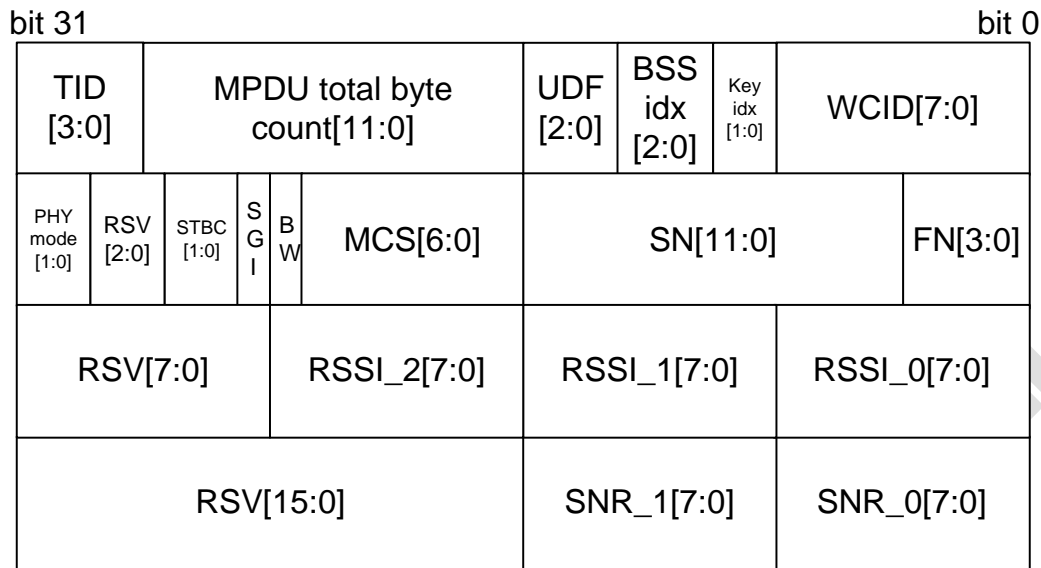 bit 31 bit 0
TID
[3:0]
MPDU total byte
count[11:0]
UDF
[2:0]
BSS
idx
[2:0]
Key
idx
[1:0]
WCID[7:0]
PHY
mode
[1:0]
RSV
[2:0]
STBC
[1:0]
S
G
I
B
W
MCS[6:0]
SN[11:0]
FN[3:0]
RSV[7:0]
RSSI_2[7:0]
RSSI_1[7:0]
RSSI_0[7:0]
RSV[15:0]
SNR_1[7:0]
SNR_0[7:0]